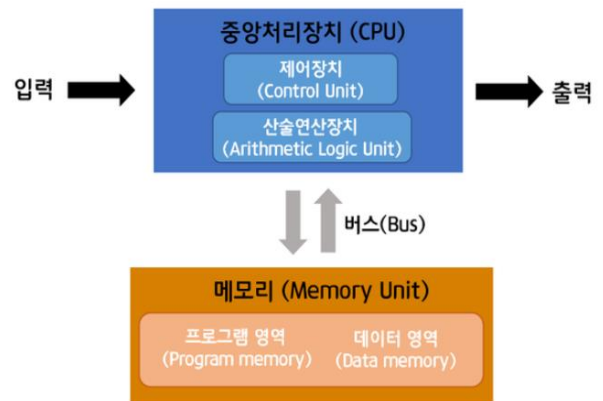 중앙처리장치 (CPU)
제어장치
(Control Unit)
입력
출력
산술연산장치
(Arithmetic Logic Unit)
버스(Bus)
메모리 (Memory Unit)
프로그램 영역
(Program memory)
데이터 영역
(Data memory)